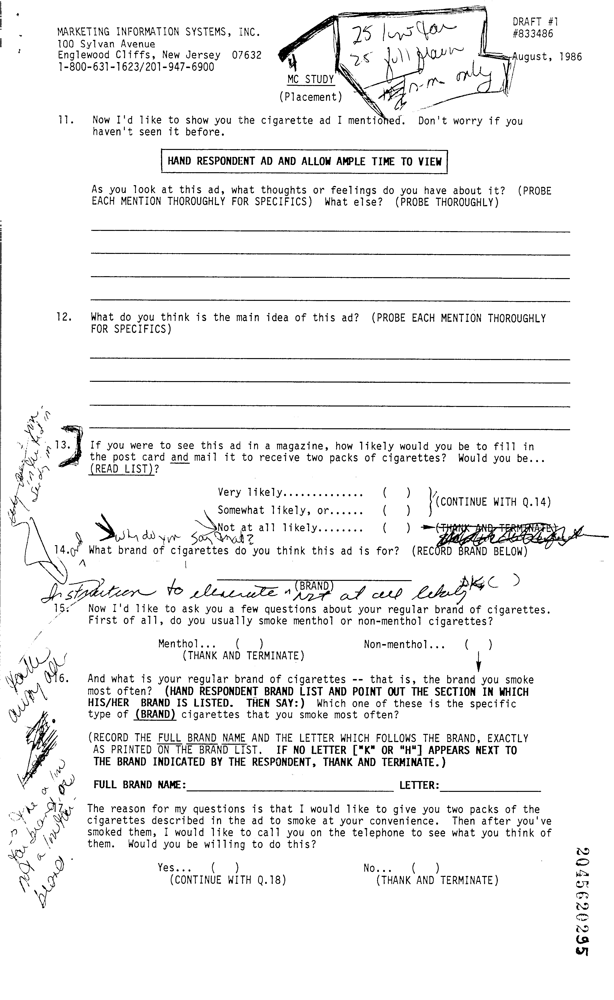 MARKETING INFORMATION SYSTEMS, INC.
100 Sylvan Avenue
Englewood Cliffs, New Jersey 07632
1-800-631-1623/201-947-6900
4
MC STUDY
(Placement)
25 low tar
25 full flavor
n-m only
DRAFT #1
#833486
August, 1986
11. Now I'd like to show you the cigarette ad I mentioned. Don't worry if you
haven't seen it before.
HAND RESPONDENT AD AND ALLOW AMPLE TIME TO VIEW
As you look at this ad, what thoughts or feelings do you have about it? (PROBE
EACH MENTION THOROUGHLY FOR SPECIFICS) What else? (PROBE THOROUGHLY)
12. What do you think is the main idea of this ad? (PROBE EACH MENTION THOROUGHLY
FOR SPECIFICS)
13. If you were to see this ad in a magazine, how likely would you be to fill in
the post card and mail it to receive two packs of cigarettes? Would you be...
(READ LIST)?
Very likely............. ( )
Somewhat likely, or...... ( )
(CONTINUE WITH Q.14)
Not at all likely........ ( )
(THANK AND TERMINATE)
Why do you say that?
14. What brand of cigarettes do you think this ad is for? (RECORD BRAND BELOW)
(BRAND)
DK ( )
Instruction to eliminate not at all likely
15. Now I'd like to ask you a few questions about your regular brand of cigarettes.
First of all, do you usually smoke menthol or non-menthol cigarettes?
Menthol... ( ) Non-menthol... ( )
(THANK AND TERMINATE)
take
away ad
16. And what is your regular brand of cigarettes -- that is, the brand you smoke
most often? (HAND RESPONDENT BRAND LIST AND POINT OUT THE SECTION IN WHICH
HIS/HER BRAND IS LISTED. THEN SAY:) Which one of these is the specific
type of (BRAND) cigarettes that you smoke most often?
(RECORD THE FULL BRAND NAME AND THE LETTER WHICH FOLLOWS THE BRAND, EXACTLY
AS PRINTED ON THE BRAND LIST. IF NO LETTER ["K" OR "H"] APPEARS NEXT TO
THE BRAND INDICATED BY THE RESPONDENT, THANK AND TERMINATE.)
FULL BRAND NAME: LETTER:
The reason for my questions is that I would like to give you two packs of the
cigarettes described in the ad to smoke at your convenience. Then after you've
smoked them, I would like to call you on the telephone to see what you think of
them. Would you be willing to do this?
Yes... ( ) No... ( )
(CONTINUE WITH Q.18) (THANK AND TERMINATE)
2045620295